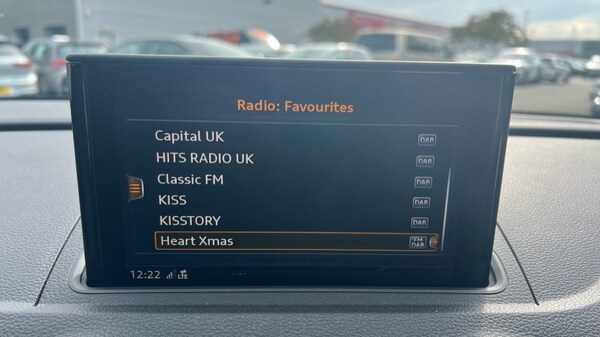 Radio: Favourites
Capital UK DAB
HITS RADIO UK DAB
Classic FM DAB
KISS DAB
KISSTORY DAB
Heart Xmas FM DAB
12:22 LTE